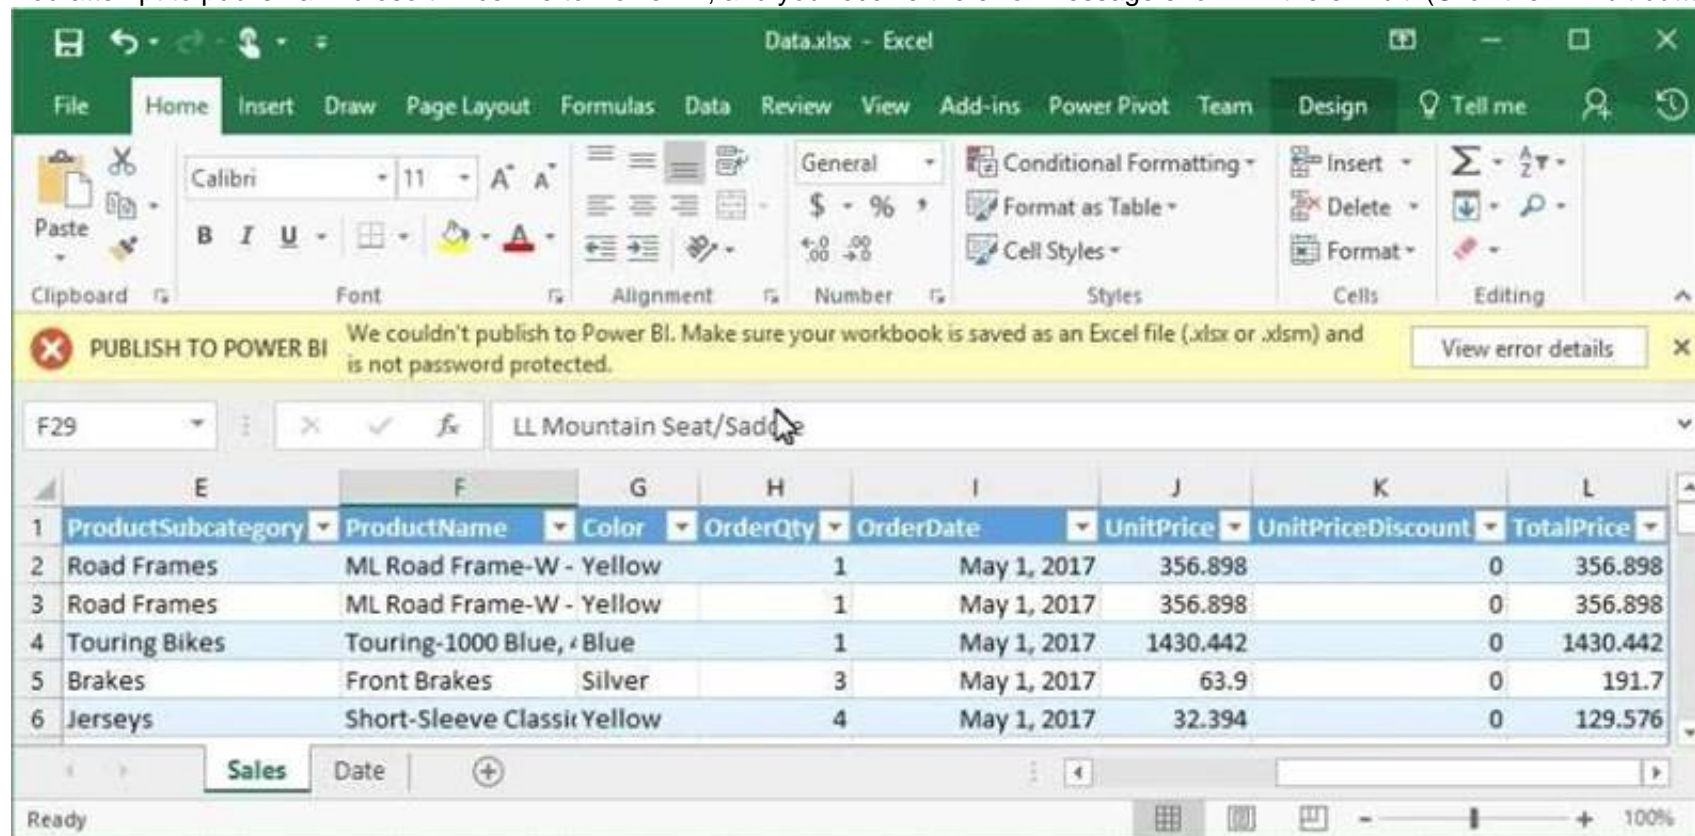 Data.xlsx - Excel
File Home Insert Draw Page Layout Formulas Data Review View Add-ins Power Pivot Team Design Tell me
Calibri 11 A A General Conditional Formatting Insert
Paste B I U A $ % , Format as Table Delete
Cell Styles Format
Clipboard Font Alignment Number Styles Cells Editing
PUBLISH TO POWER BI We couldn't publish to Power BI. Make sure your workbook is saved as an Excel file (.xlsx or .xlsm) and View error details
is not password protected.
F29 fx LL Mountain Seat/
E F G H I J K L
1 ProductSubcategory ProductName Color OrderQty OrderDate UnitPrice UnitPriceDiscount TotalPrice
2 Road Frames ML Road Frame-W - Yellow 1 May 1, 2017 356.898 0 356.898
3 Road Frames ML Road Frame-W - Yellow 1 May 1, 2017 356.898 0 356.898
4 Touring Bikes Touring-1000 Blue, Blue 1 May 1, 2017 1430.442 0 1430.442
5 Brakes Front Brakes Silver 3 May 1, 2017 63.9 0 191.7
6 Jerseys Short-Sleeve Classic Yellow 4 May 1, 2017 32.394 0 129.576
Sales Date
Ready 100%